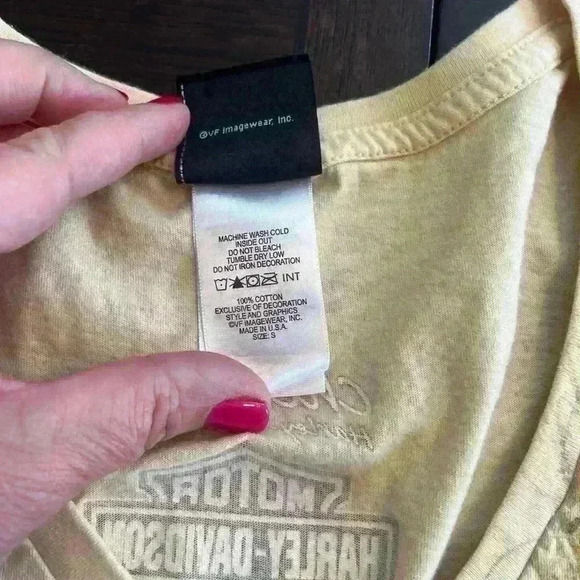 ©VF Imagewear, Inc.
MACHINE WASH COLD
INSIDE OUT
DO NOT BLEACH
TUMBLE DRY LOW
DO NOT IRON DECORATION
INT
100% COTTON
EXCLUSIVE OF DECORATION
STYLE AND GRAPHICS
©VF IMAGEWEAR, INC.
MADE IN U.S.A.
SIZE: S
Harley
MOTOR
HARLEY-DAVIDSON